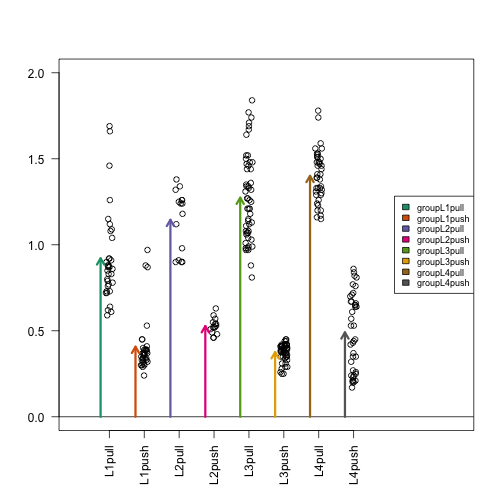 2.0
1.5
1.0
0.5
0.0
groupL1pull
groupL1push
groupL2pull
groupL2push
groupL3pull
groupL3push
groupL4pull
groupL4push
L1pull
L1push
L2pull
L2push
L3pull
L3push
L4pull
L4push